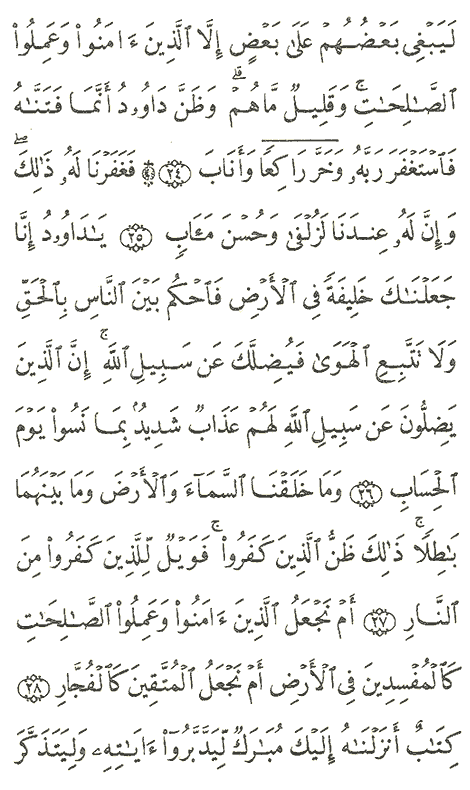 لَيَبْغِى بَعْضُهُمْ عَلَىٰ بَعْضٍ إِلَّا ٱلَّذِينَ ءَامَنُوا۟ وَعَمِلُوا۟
ٱلصَّـٰلِحَـٰتِ ۚ وَقَلِيلٌ مَّا هُمْ ۗ وَظَنَّ دَاوُۥدُ أَنَّمَا فَتَنَّـٰهُ
فَٱسْتَغْفَرَ رَبَّهُۥ وَخَرَّ رَاكِعًا وَأَنَابَ ۩ ﴿٢٤﴾ فَغَفَرْنَا لَهُۥ ذَٰلِكَ ۖ
وَإِنَّ لَهُۥ عِندَنَا لَزُلْفَىٰ وَحُسْنَ مَـَٔابٍ ﴿٢٥﴾ يَـٰدَاوُۥدُ إِنَّا
جَعَلْنَـٰكَ خَلِيفَةً فِى ٱلْأَرْضِ فَٱحْكُم بَيْنَ ٱلنَّاسِ بِٱلْحَقِّ
وَلَا تَتَّبِعِ ٱلْهَوَىٰ فَيُضِلَّكَ عَن سَبِيلِ ٱللَّهِ ۚ إِنَّ ٱلَّذِينَ
يَضِلُّونَ عَن سَبِيلِ ٱللَّهِ لَهُمْ عَذَابٌ شَدِيدٌۢ بِمَا نَسُوا۟ يَوْمَ
ٱلْحِسَابِ ﴿٢٦﴾ وَمَا خَلَقْنَا ٱلسَّمَآءَ وَٱلْأَرْضَ وَمَا بَيْنَهُمَا
بَـٰطِلًا ۚ ذَٰلِكَ ظَنُّ ٱلَّذِينَ كَفَرُوا۟ ۚ فَوَيْلٌ لِّلَّذِينَ كَفَرُوا۟ مِنَ
ٱلنَّارِ ﴿٢٧﴾ أَمْ نَجْعَلُ ٱلَّذِينَ ءَامَنُوا۟ وَعَمِلُوا۟ ٱلصَّـٰلِحَـٰتِ
كَٱلْمُفْسِدِينَ فِى ٱلْأَرْضِ أَمْ نَجْعَلُ ٱلْمُتَّقِينَ كَٱلْفُجَّارِ ﴿٢٨﴾
كِتَـٰبٌ أَنزَلْنَـٰهُ إِلَيْكَ مُبَـٰرَكٌ لِّيَدَّبَّرُوٓا۟ ءَايَـٰتِهِۦ وَلِيَتَذَكَّرَ